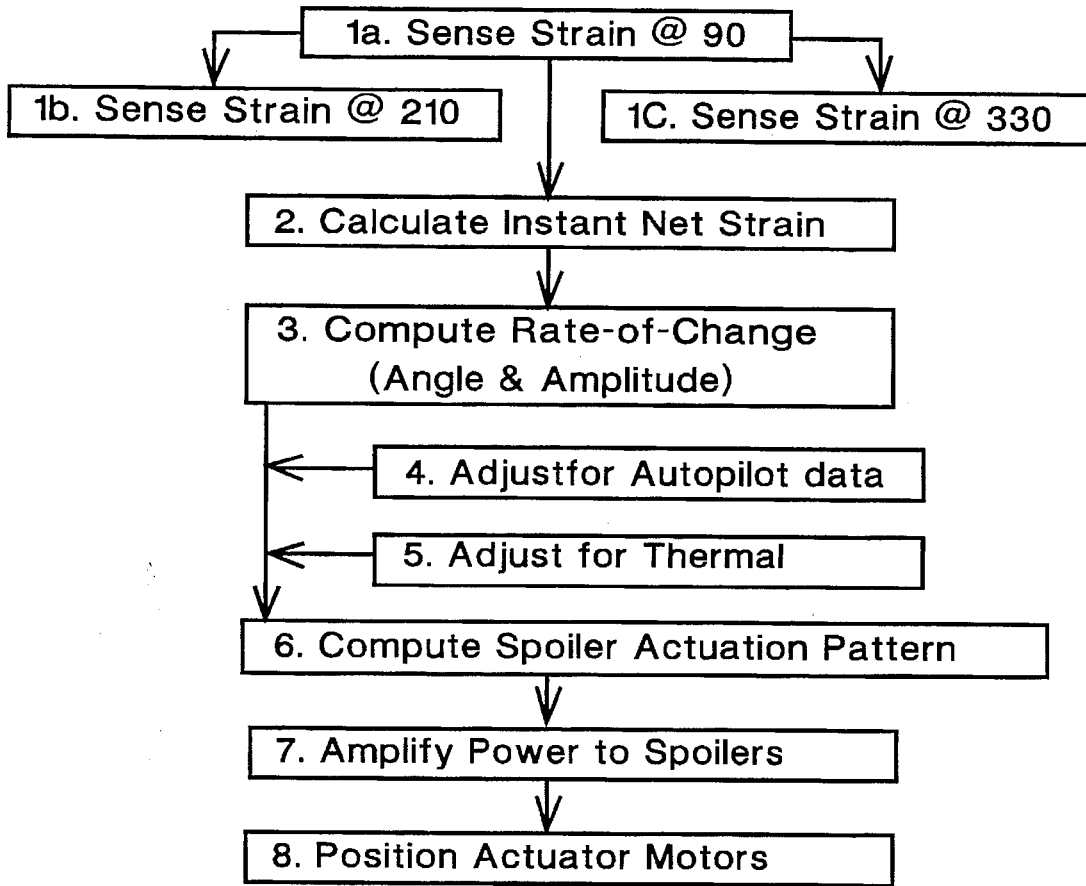 1a. Sense Strain @ 90
1b. Sense Strain @ 210
1C. Sense Strain @ 330
2. Calculate Instant Net Strain
3. Compute Rate-of-Change
(Angle & Amplitude)
4. Adjustfor Autopilot data
5. Adjust for Thermal
6. Compute Spoiler Actuation Pattern
7. Amplify Power to Spoilers
8. Position Actuator Motors